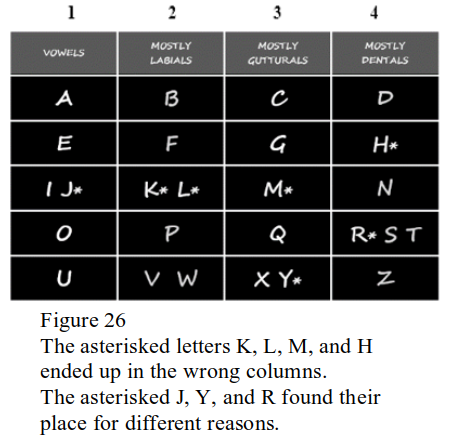 1 2 3 4
VOWELS MOSTLY LABIALS MOSTLY GUTTURALS MOSTLY DENTALS
A B C D
E F G H*
I J* K* L* M* N
O P Q R* S T
U V W X Y* Z
Figure 26
The asterisked letters K, L, M, and H
ended up in the wrong columns.
The asterisked J, Y, and R found their
place for different reasons.